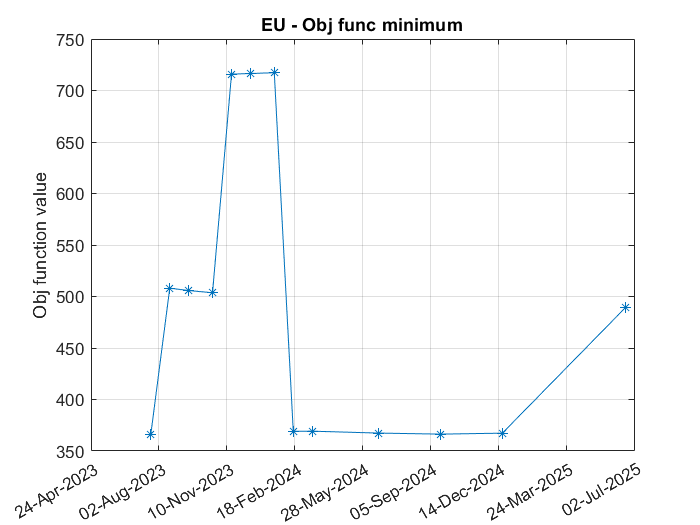 EU - Obj func minimum
750
700
650
600
550
500
450
400
350
Obj function value
24-Apr-2023
02-Aug-2023
10-Nov-2023
18-Feb-2024
28-May-2024
05-Sep-2024
14-Dec-2024
24-Mar-2025
02-Jul-2025